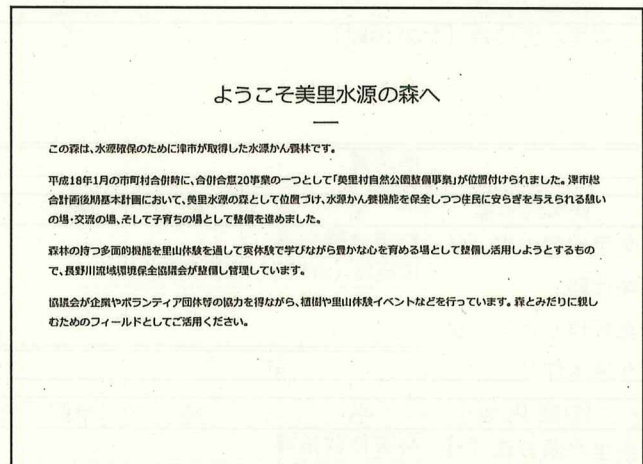 ようこそ美里水源の森へ
この森は、水源確保のために津市が取得した水源かん養林です。
平成18年1月の市町村合併時に、合併合意20事業の一つとして「美里村自然公園整備事業」が位置付けられました。津市総
合計画後期基本計画において、美里水源の森として位置づけ、水源かん養機能を保全しつつ住民に安らぎを与えられる憩い
の場・交流の場、そして子育ちの場として整備を進めました。
森林の持つ多面的機能を里山体験を通して実体験で学びながら豊かな心を育める場として整備し活用しようとするもの
で、長野川流域環境保全協議会が整備し管理しています。
協議会が企業やボランティア団体等の協力を得ながら、植樹や里山体験イベントなどを行っています。森とみどりに親し
むためのフィールドとしてご活用ください。